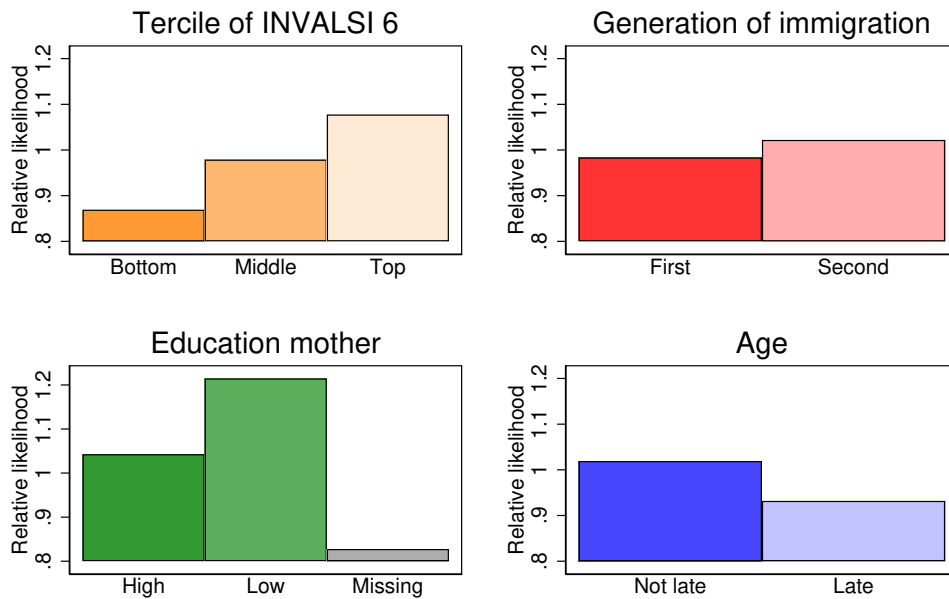 Tercile of INVALSI 6
Relative likelihood
.8 .9 1 1.1 1.2
Bottom Middle Top
Generation of immigration
Relative likelihood
.8 .9 1 1.1 1.2
First Second
Education mother
Relative likelihood
.8 .9 1 1.1 1.2
High Low Missing
Age
Relative likelihood
.8 .9 1 1.1 1.2
Not late Late